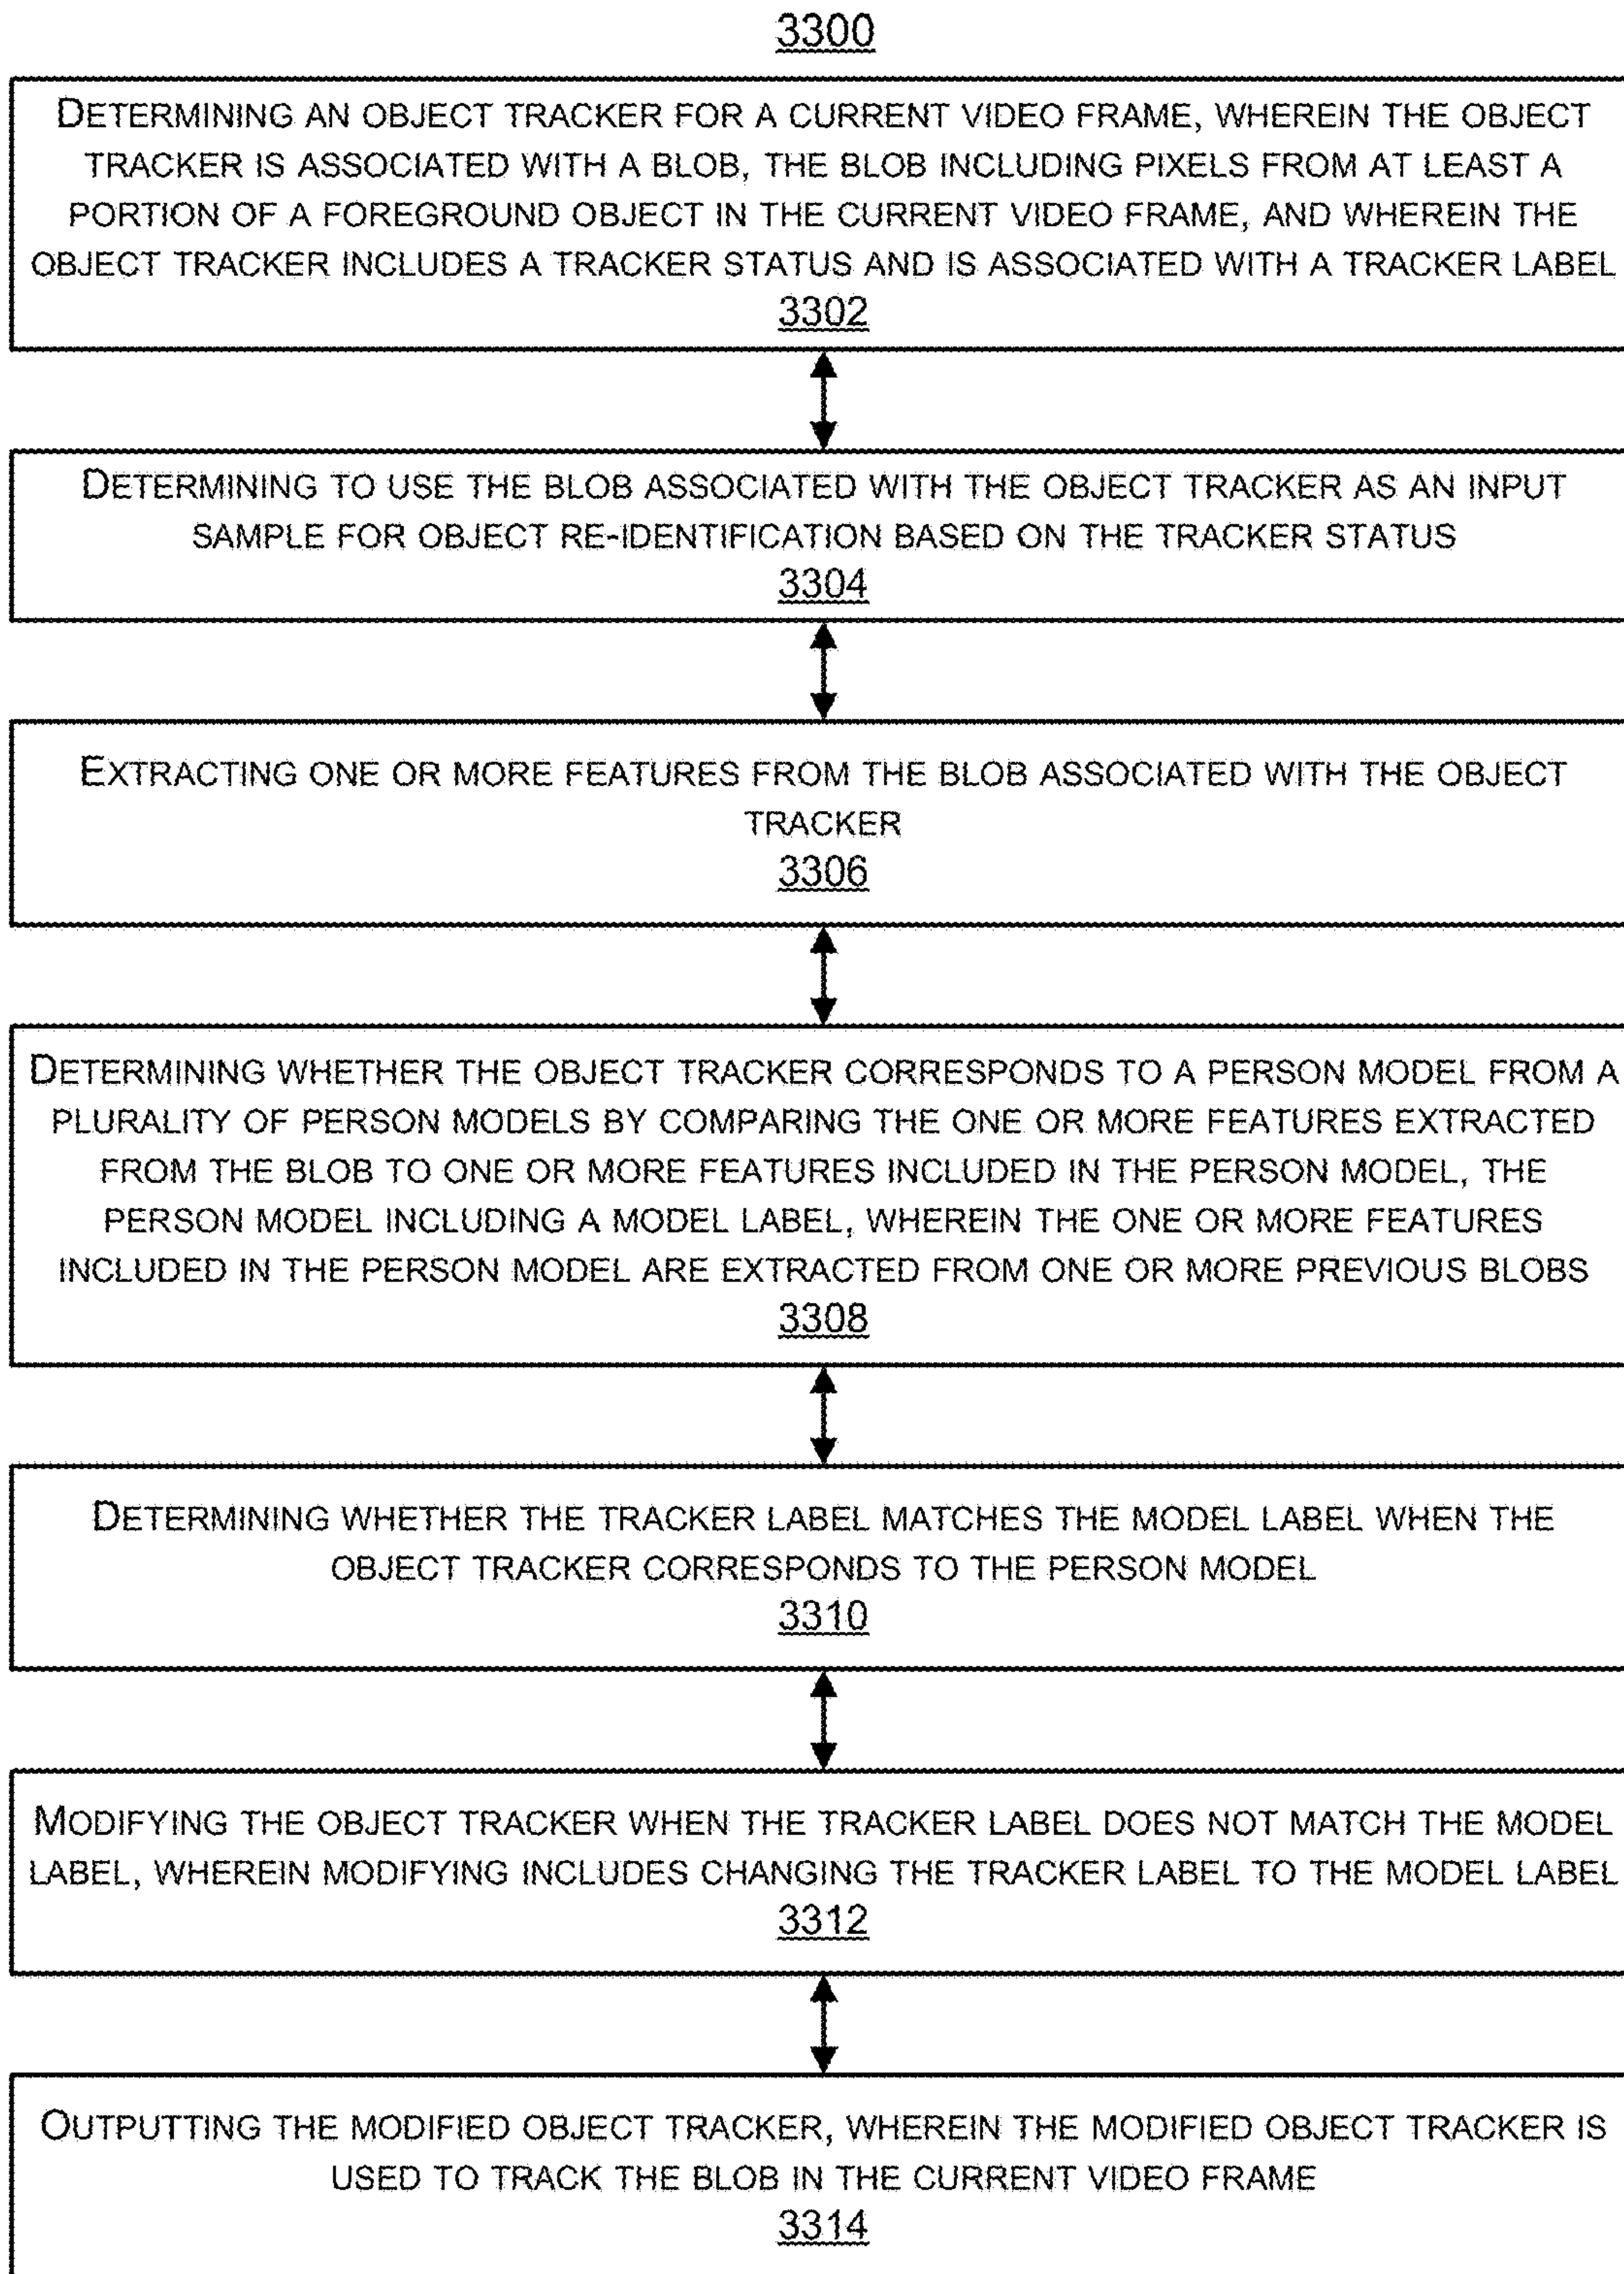 3300
DETERMINING AN OBJECT TRACKER FOR A CURRENT VIDEO FRAME, WHEREIN THE OBJECT
TRACKER IS ASSOCIATED WITH A BLOB, THE BLOB INCLUDING PIXELS FROM AT LEAST A
PORTION OF A FOREGROUND OBJECT IN THE CURRENT VIDEO FRAME, AND WHEREIN THE
OBJECT TRACKER INCLUDES A TRACKER STATUS AND IS ASSOCIATED WITH A TRACKER LABEL
3302
DETERMINING TO USE THE BLOB ASSOCIATED WITH THE OBJECT TRACKER AS AN INPUT
SAMPLE FOR OBJECT RE-IDENTIFICATION BASED ON THE TRACKER STATUS
3304
EXTRACTING ONE OR MORE FEATURES FROM THE BLOB ASSOCIATED WITH THE OBJECT
TRACKER
3306
DETERMINING WHETHER THE OBJECT TRACKER CORRESPONDS TO A PERSON MODEL FROM A
PLURALITY OF PERSON MODELS BY COMPARING THE ONE OR MORE FEATURES EXTRACTED
FROM THE BLOB TO ONE OR MORE FEATURES INCLUDED IN THE PERSON MODEL, THE
PERSON MODEL INCLUDING A MODEL LABEL, WHEREIN THE ONE OR MORE FEATURES
INCLUDED IN THE PERSON MODEL ARE EXTRACTED FROM ONE OR MORE PREVIOUS BLOBS
3308
DETERMINING WHETHER THE TRACKER LABEL MATCHES THE MODEL LABEL WHEN THE
OBJECT TRACKER CORRESPONDS TO THE PERSON MODEL
3310
MODIFYING THE OBJECT TRACKER WHEN THE TRACKER LABEL DOES NOT MATCH THE MODEL
LABEL, WHEREIN MODIFYING INCLUDES CHANGING THE TRACKER LABEL TO THE MODEL LABEL
3312
OUTPUTTING THE MODIFIED OBJECT TRACKER, WHEREIN THE MODIFIED OBJECT TRACKER IS
USED TO TRACK THE BLOB IN THE CURRENT VIDEO FRAME
3314